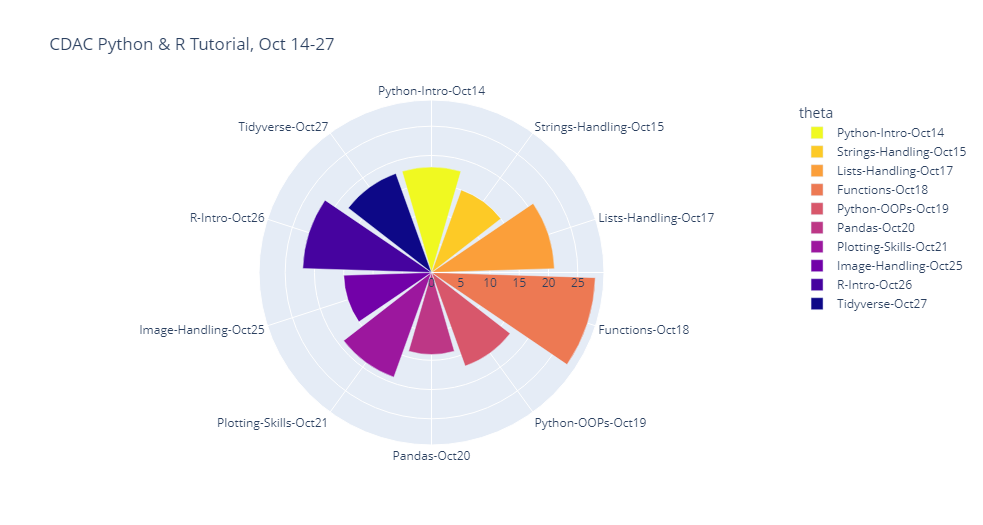 CDAC Python & R Tutorial, Oct 14-27
Python-Intro-Oct14
Tidyverse-Oct27
Strings-Handling-Oct15
R-Intro-Oct26
Lists-Handling-Oct17
0 5 10 15 20 25
Image-Handling-Oct25
Functions-Oct18
Plotting-Skills-Oct21
Python-OOPs-Oct19
Pandas-Oct20
theta
Python-Intro-Oct14
Strings-Handling-Oct15
Lists-Handling-Oct17
Functions-Oct18
Python-OOPs-Oct19
Pandas-Oct20
Plotting-Skills-Oct21
Image-Handling-Oct25
R-Intro-Oct26
Tidyverse-Oct27